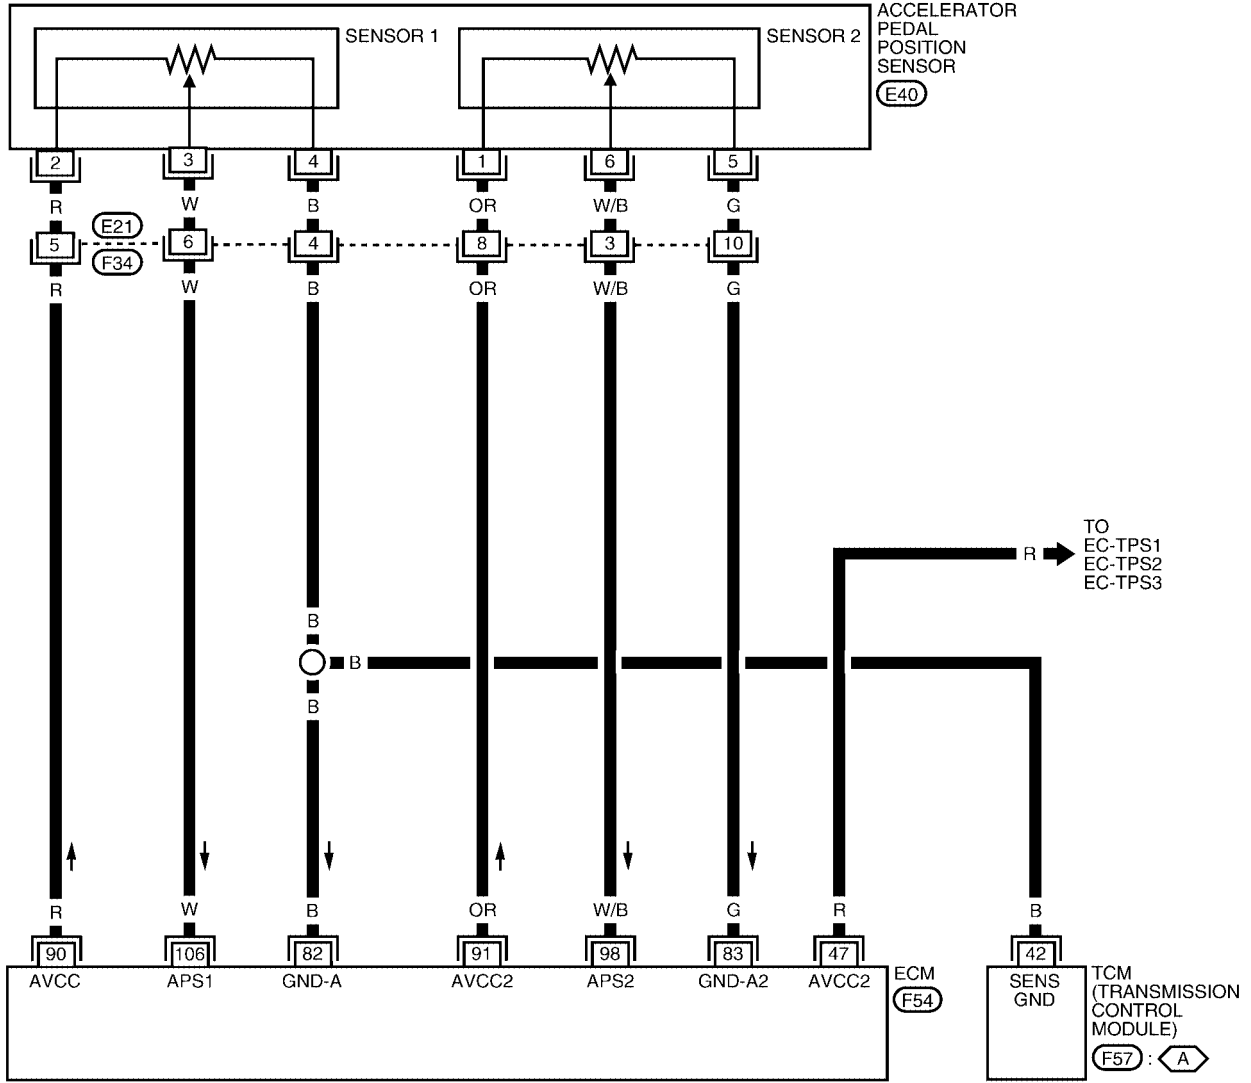 SENSOR 1
SENSOR 2
ACCELERATOR
PEDAL
POSITION
SENSOR
E40
2 3 4 1 6 5
R W B OR W/B G
E21
5 6 4 8 3 10
F34
R W B OR W/B G
TO
EC-TPS1
EC-TPS2
EC-TPS3
R
B
B
B
R W B OR W/B G R B
90 106 82 91 98 83 47 42
AVCC APS1 GND-A AVCC2 APS2 GND-A2 AVCC2
ECM
F54
SENS
GND
TCM
(TRANSMISSION
CONTROL
MODULE)
F57 : A